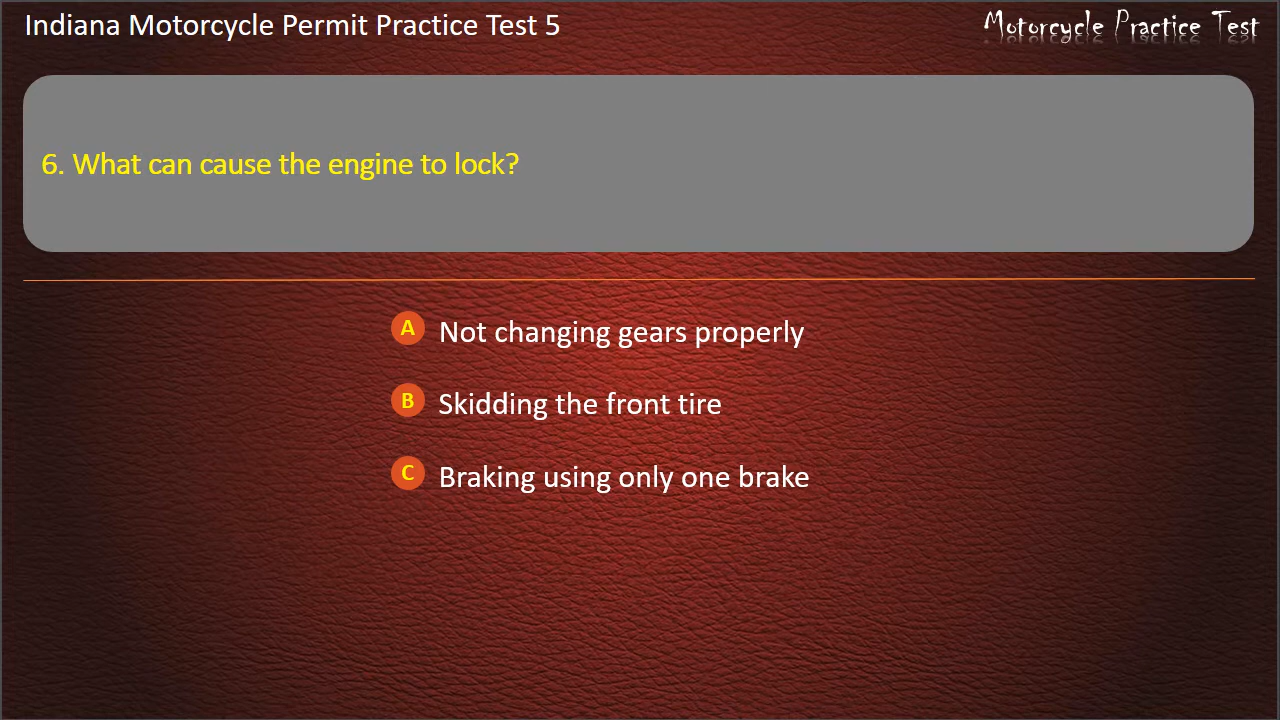 Indiana Motorcycle Permit Practice Test 5
Motorcycle Practice Test
6. What can cause the engine to lock?
A Not changing gears properly
B Skidding the front tire
C Braking using only one brake